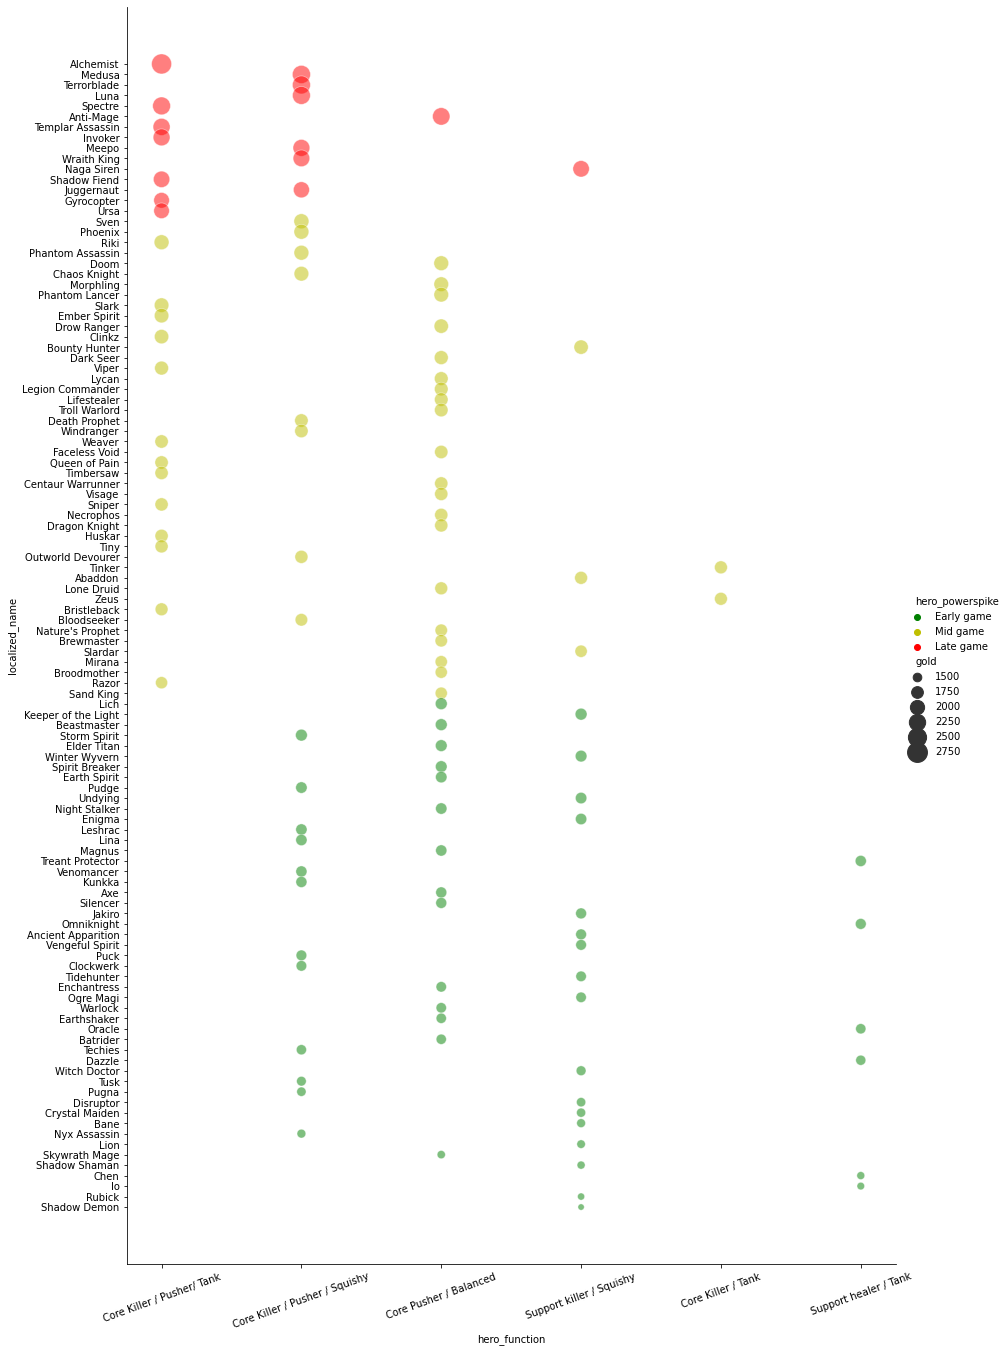 Alchemist
Medusa
Terrorblade
Luna
Spectre
Anti-Mage
Templar Assassin
Invoker
Meepo
Wraith King
Naga Siren
Shadow Fiend
Juggernaut
Gyrocopter
Ursa
Sven
Phoenix
Riki
Phantom Assassin
Doom
Chaos Knight
Morphling
Phantom Lancer
Slark
Ember Spirit
Drow Ranger
Clinkz
Bounty Hunter
Dark Seer
Viper
Lycan
Legion Commander
Lifestealer
Troll Warlord
Death Prophet
Windranger
Weaver
Faceless Void
Queen of Pain
Timbersaw
Centaur Warrunner
Visage
Sniper
Necrophos
Dragon Knight
Huskar
Tiny
Outworld Devourer
Tinker
Abaddon
Lone Druid
Zeus
Bristleback
Bloodseeker
Nature's Prophet
Brewmaster
Slardar
Mirana
Broodmother
Razor
Sand King
Lich
Keeper of the Light
Beastmaster
Storm Spirit
Elder Titan
Winter Wyvern
Spirit Breaker
Earth Spirit
Pudge
Undying
Night Stalker
Enigma
Leshrac
Lina
Magnus
Treant Protector
Venomancer
Kunkka
Axe
Silencer
Jakiro
Omniknight
Ancient Apparition
Vengeful Spirit
Puck
Clockwerk
Tidehunter
Enchantress
Ogre Magi
Warlock
Earthshaker
Oracle
Batrider
Techies
Dazzle
Witch Doctor
Tusk
Pugna
Disruptor
Crystal Maiden
Bane
Nyx Assassin
Lion
Skywrath Mage
Shadow Shaman
Chen
Io
Rubick
Shadow Demon
localized_name
Core Killer / Pusher/ Tank
Core Killer / Pusher / Squishy
Core Pusher / Balanced
Support killer / Squishy
Core Killer / Tank
Support healer / Tank
hero_function
hero_powerspike
Early game
Mid game
Late game
gold
1500
1750
2000
2250
2500
2750